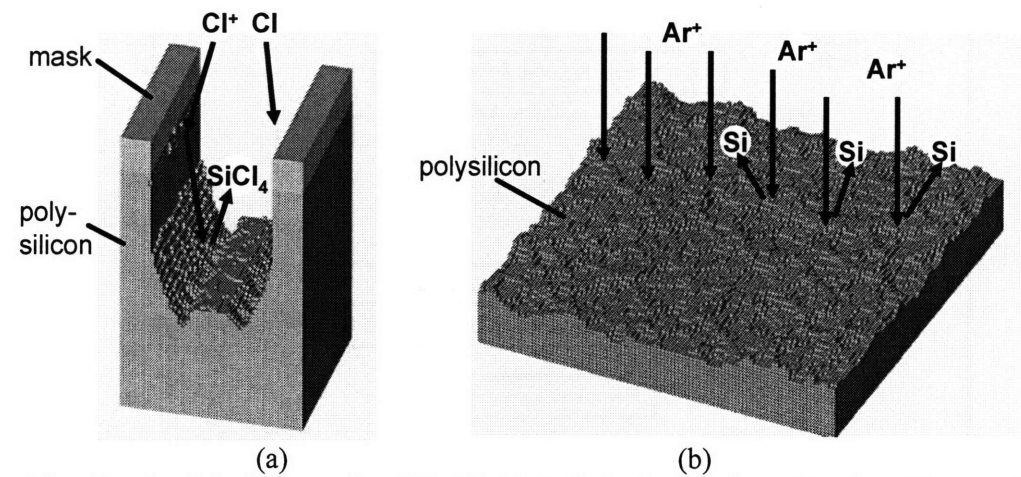 Cl⁺ Cl
mask
SiCl₄
poly-
silicon
(a)
Ar⁺ Ar⁺ Ar⁺
Si Si Si
polysilicon
(b)